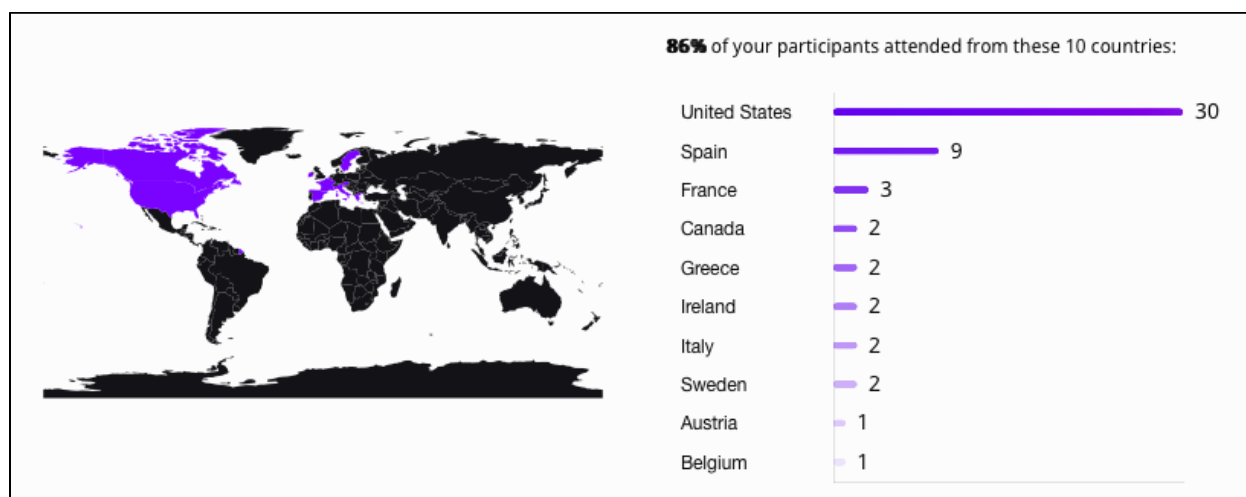 86% of your participants attended from these 10 countries:
United States 30
Spain 9
France 3
Canada 2
Greece 2
Ireland 2
Italy 2
Sweden 2
Austria 1
Belgium 1